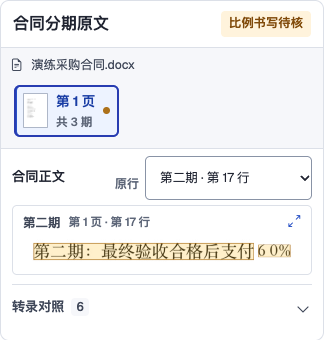 合同分期原文
比例书写待核
演练采购合同.docx
第 1 页
共 3 期
合同正文
原行
第二期 · 第 17 行
第二期 第 1 页 · 第 17 行
第二期：最终验收合格后支付 6 0%
转录对照 6